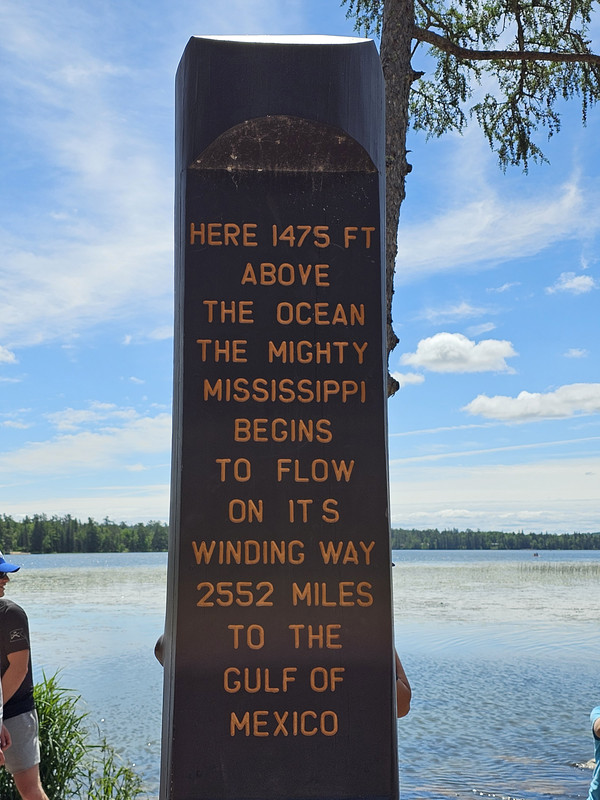 HERE 1475 FT
ABOVE
THE OCEAN
THE MIGHTY
MISSISSIPPI
BEGINS
TO FLOW
ON IT S
WINDING WAY
2552 MILES
TO THE
GULF OF
MEXICO